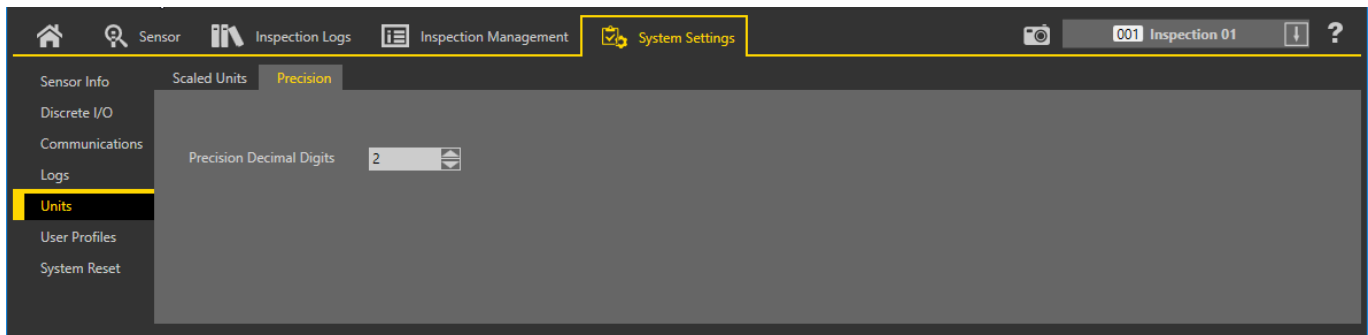 Sensor
Inspection Logs
Inspection Management
System Settings
001 Inspection 01
?
Sensor Info
Discrete I/O
Communications
Logs
Units
User Profiles
System Reset
Scaled Units
Precision
Precision Decimal Digits
2